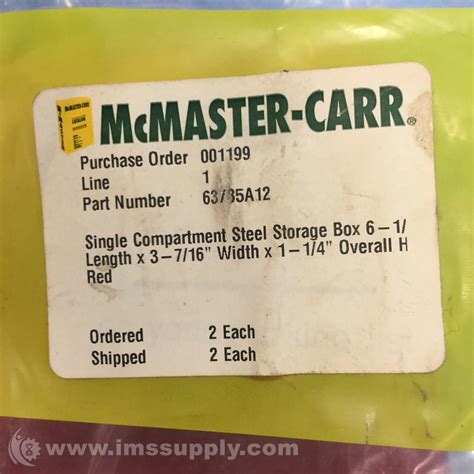 McMASTER-CARR®
Purchase Order 001199
Line 1
Part Number 63785A12
Single Compartment Steel Storage Box 6-1/
Length x 3-7/16" Width x 1-1/4" Overall H
Red
Ordered 2 Each
Shipped 2 Each
www.imssupply.com